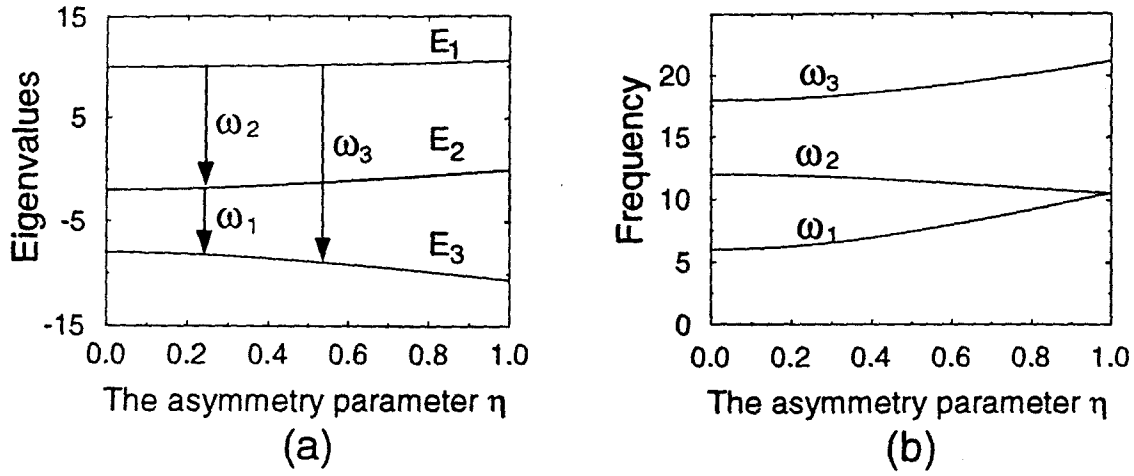 15
5
-5
-15
Eigenvalues
E1
E2
E3
ω2
ω1
ω3
0.0 0.2 0.4 0.6 0.8 1.0
The asymmetry parameter η
(a)
20
15
10
5
0
Frequency
ω3
ω2
ω1
0.0 0.2 0.4 0.6 0.8 1.0
The asymmetry parameter η
(b)